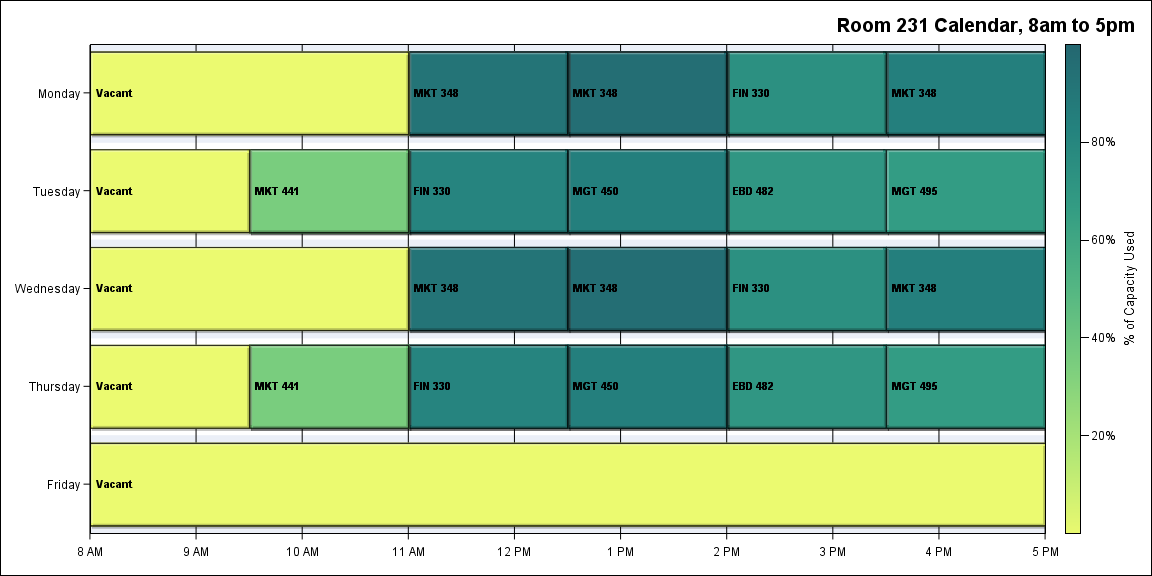 Room 231 Calendar, 8am to 5pm
Monday Vacant MKT 348 MKT 348 FIN 330 MKT 348
Tuesday Vacant MKT 441 FIN 330 MGT 450 EBD 482 MGT 495
Wednesday Vacant MKT 348 MKT 348 FIN 330 MKT 348
Thursday Vacant MKT 441 FIN 330 MGT 450 EBD 482 MGT 495
Friday Vacant
8 AM 9 AM 10 AM 11 AM 12 PM 1 PM 2 PM 3 PM 4 PM 5 PM
80%
60%
40%
20%
% of Capacity Used